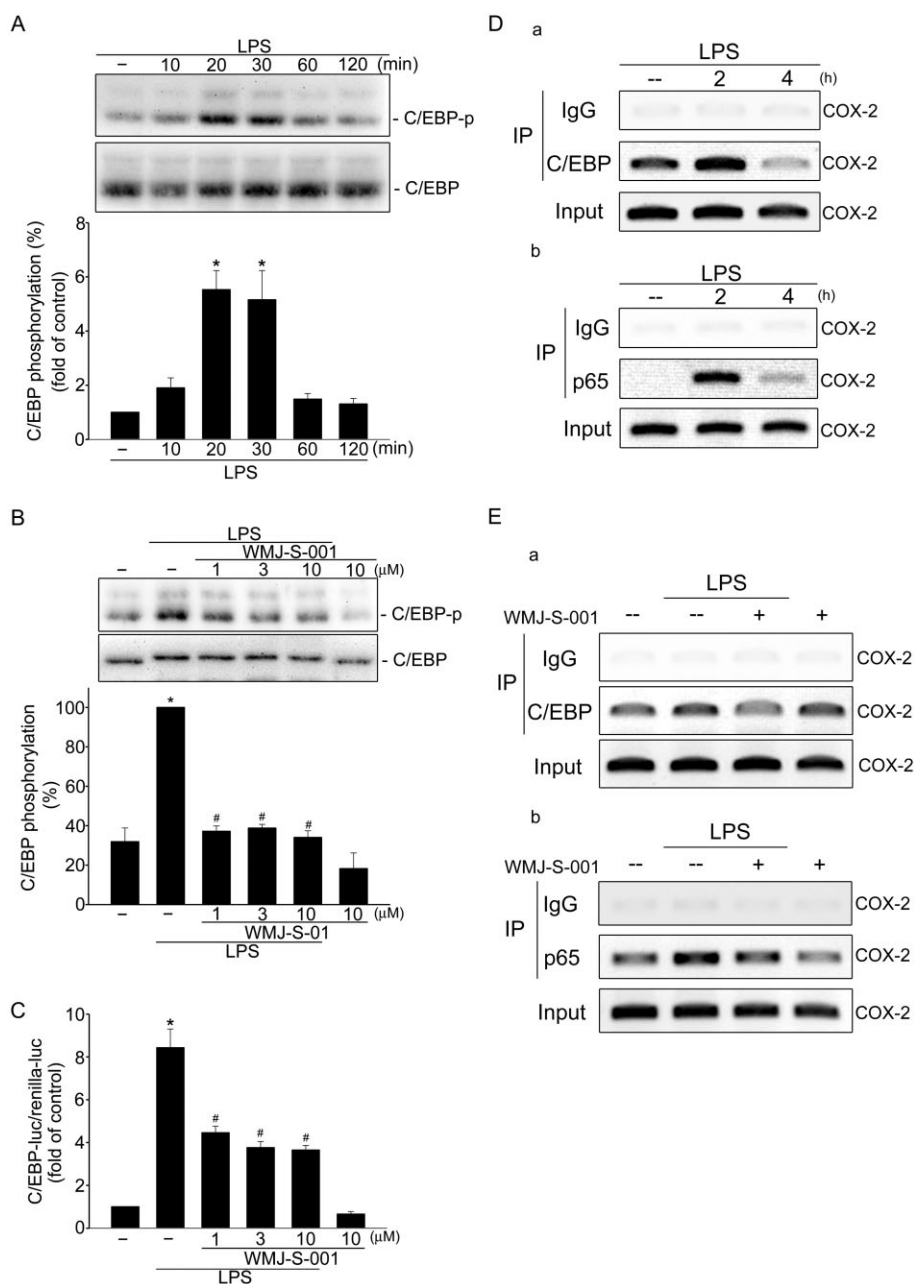 A
LPS
– 10 20 30 60 120 (min)
- C/EBP-p
- C/EBP
C/EBP phosphorylation (%)
(fold of control)
8
6
4
2
0
* *
– 10 20 30 60 120 (min)
LPS
B
LPS
WMJ-S-001
– – 1 3 10 10 (μM)
- C/EBP-p
- C/EBP
C/EBP phosphorylation
(%)
100
80
60
40
20
0
* # # #
– – 1 3 10 10 (μM)
WMJ-S-01
LPS
C
C/EBP-luc/renilla-luc
(fold of control)
10
8
6
4
2
0
* # # #
– – 1 3 10 10 (μM)
WMJ-S-001
LPS
D
a
LPS
-- 2 4 (h)
IP
IgG COX-2
C/EBP COX-2
Input COX-2
b
LPS
-- 2 4 (h)
IP
IgG COX-2
p65 COX-2
Input COX-2
E
a
LPS
WMJ-S-001 -- -- + +
IP
IgG COX-2
C/EBP COX-2
Input COX-2
b
LPS
WMJ-S-001 -- -- + +
IP
IgG COX-2
p65 COX-2
Input COX-2